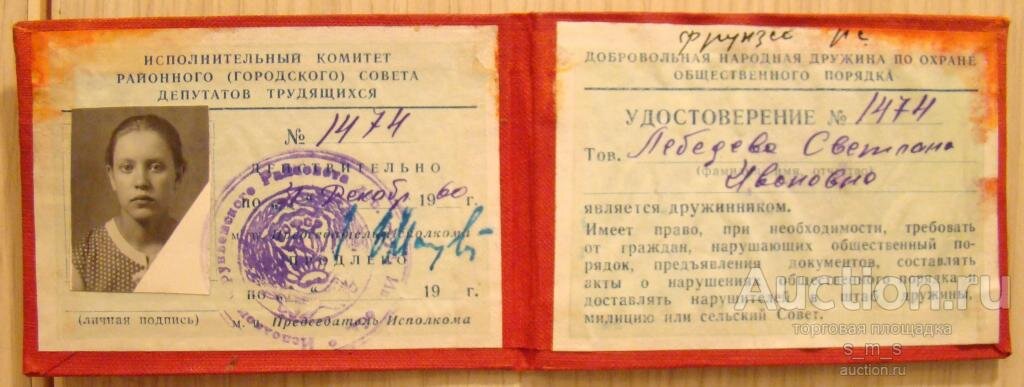 ИСПОЛНИТЕЛЬНЫЙ КОМИТЕТ
РАЙОННОГО (ГОРОДСКОГО) СОВЕТА
ДЕПУТАТОВ ТРУДЯЩИХСЯ
№ 1474
ДЕЙСТВИТЕЛЬНО
по " " Декабр 1960 г.
м. п. Председатель Исполкома
ПРОДЛЕНО
по " " 19 г.
(личная подпись)
м. п. Председатель Исполкома
Фрунзе
ДОБРОВОЛЬНАЯ НАРОДНАЯ ДРУЖИНА ПО ОХРАНЕ
ОБЩЕСТВЕННОГО ПОРЯДКА
УДОСТОВЕРЕНИЕ № 1474
Тов. Лебедева Светлана
(фамилия, имя, отчество)
Ивановна
является дружинником.
Имеет право, при необходимости, требовать
от граждан, нарушающих общественный по-
рядок, предъявления документов, составлять
акты о нарушении общественного порядка и
доставлять нарушителей в штаб дружины,
милицию или сельский Совет.
Auction.ru
торговая площадка
s_m_s
auction.ru